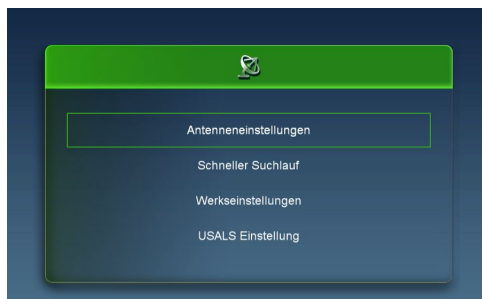 Antenneneinstellungen
Schneller Suchlauf
Werkseinstellungen
USALS Einstellung